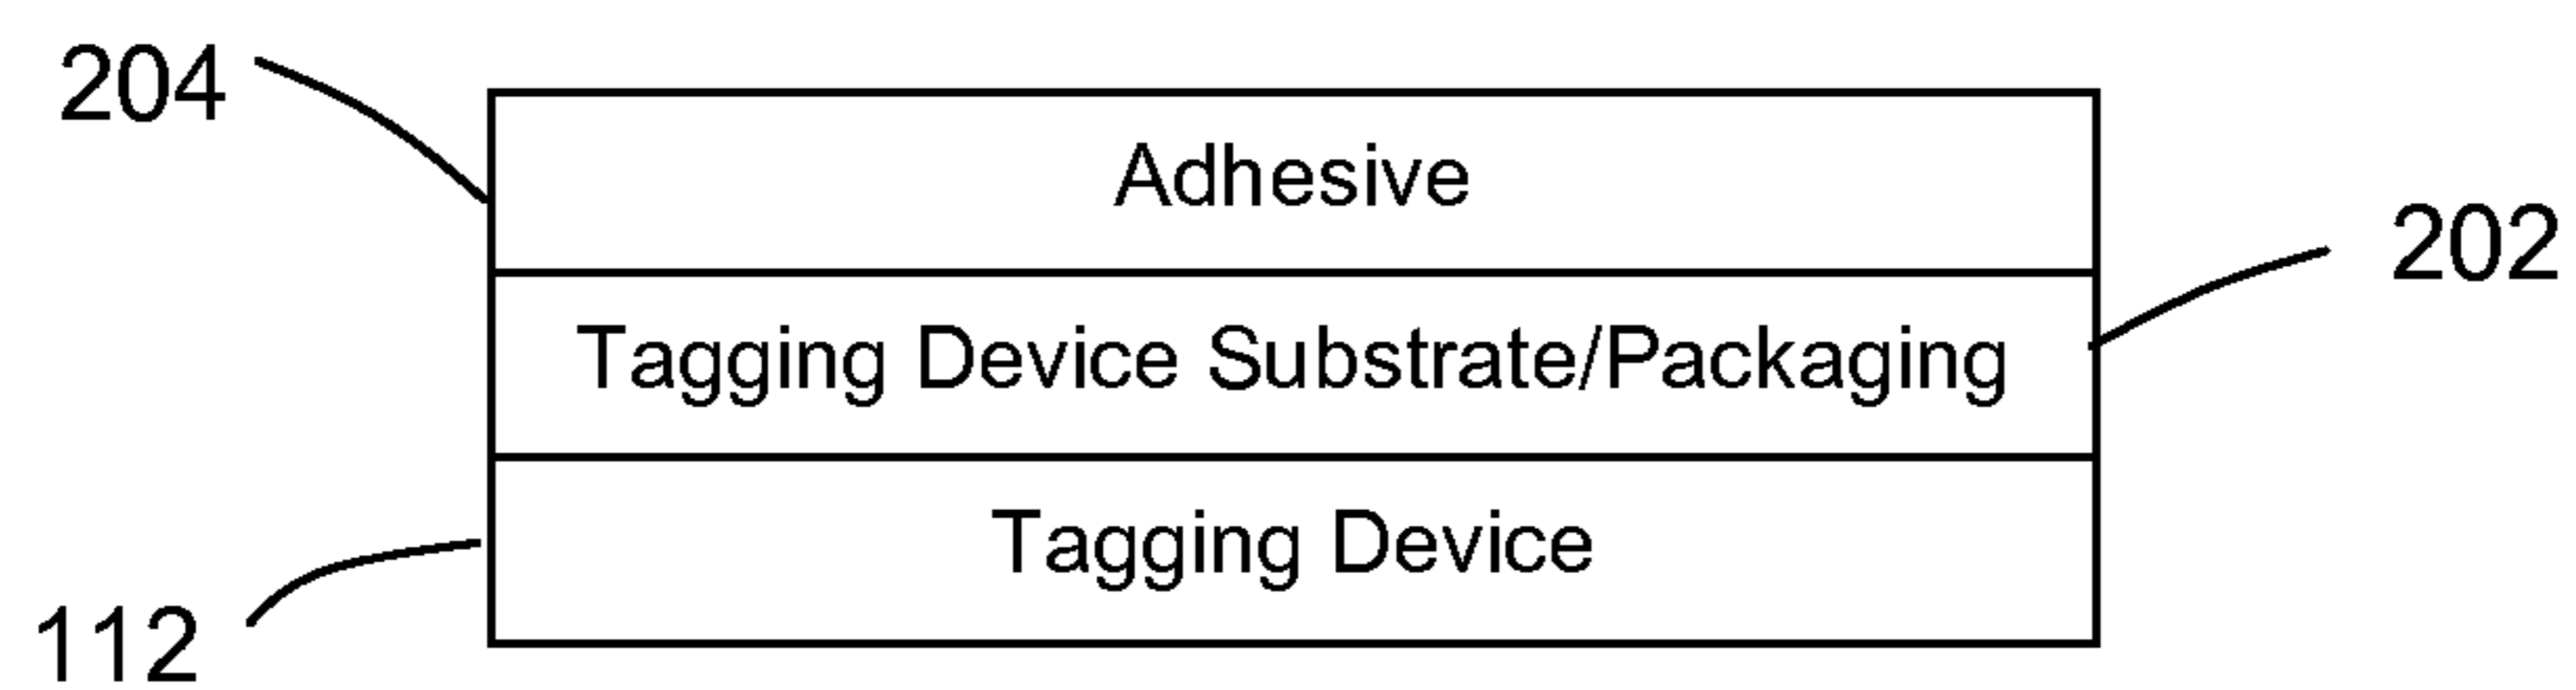 204
Adhesive
202
Tagging Device Substrate/Packaging
Tagging Device
112